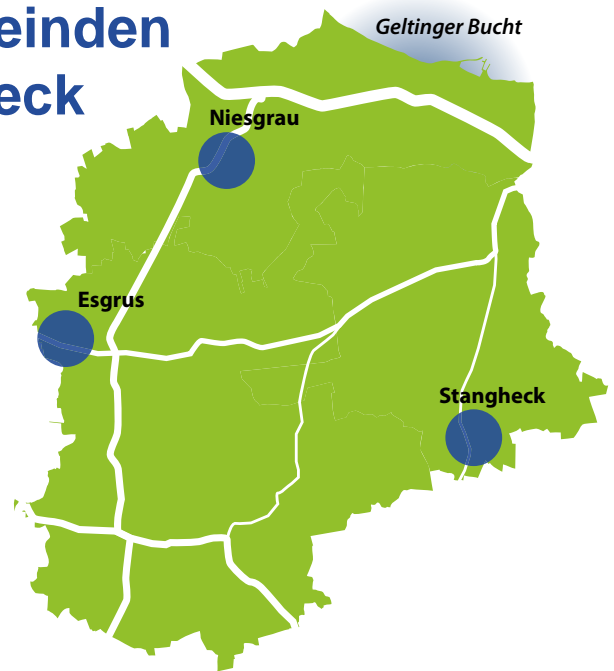 einden
eck
Geltinger Bucht
Niesgrau
Esgrus
Stangheck